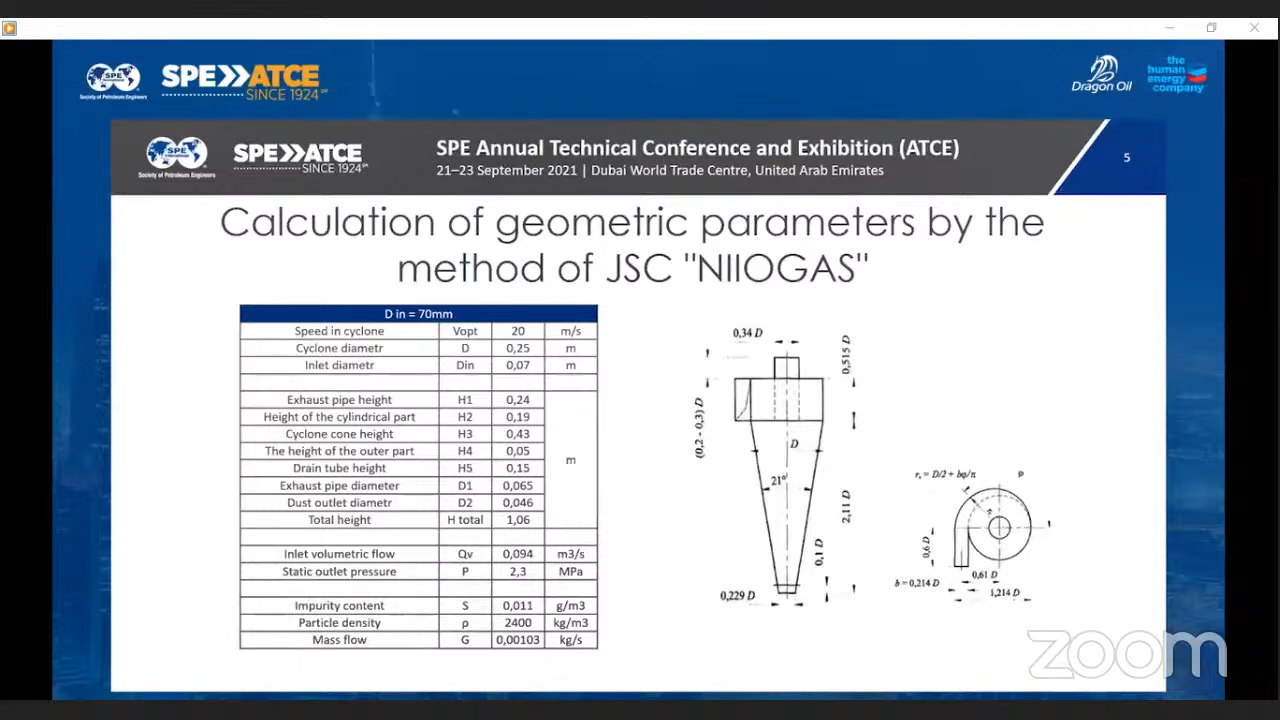 SPE
International
Society of Petroleum Engineers
SPE ATCE
SINCE 1924
Dragon Oil
the
human
energy
company
SPE
International
Society of Petroleum Engineers
SPE ATCE
SINCE 1924
SPE Annual Technical Conference and Exhibition (ATCE)
21–23 September 2021 | Dubai World Trade Centre, United Arab Emirates
5
Calculation of geometric parameters by the
method of JSC "NIIOGAS"
D in = 70mm
Speed in cyclone Vopt 20 m/s
Cyclone diametr D 0,25 m
Inlet diametr Din 0,07 m
Exhaust pipe height H1 0,24
Height of the cylindrical part H2 0,19
Cyclone cone height H3 0,43
The height of the outer part H4 0,05
m
Drain tube height H5 0,15
Exhaust pipe diameter D1 0,065
Dust outlet diametr D2 0,046
Total height H total 1,06
Inlet volumetric flow Qv 0,094 m3/s
Static outlet pressure P 2,3 MPa
Impurity content S 0,011 g/m3
Particle density ρ 2400 kg/m3
Mass flow G 0,00103 kg/s
0,34 D
0,515 D
(0,2 - 0,3) D
D
21°
2,11 D
0,1 D
0,229 D
= D/2 + bφ/π
φ
0,6 D
b = 0,214 D
0,61 D
1,214 D
zoom